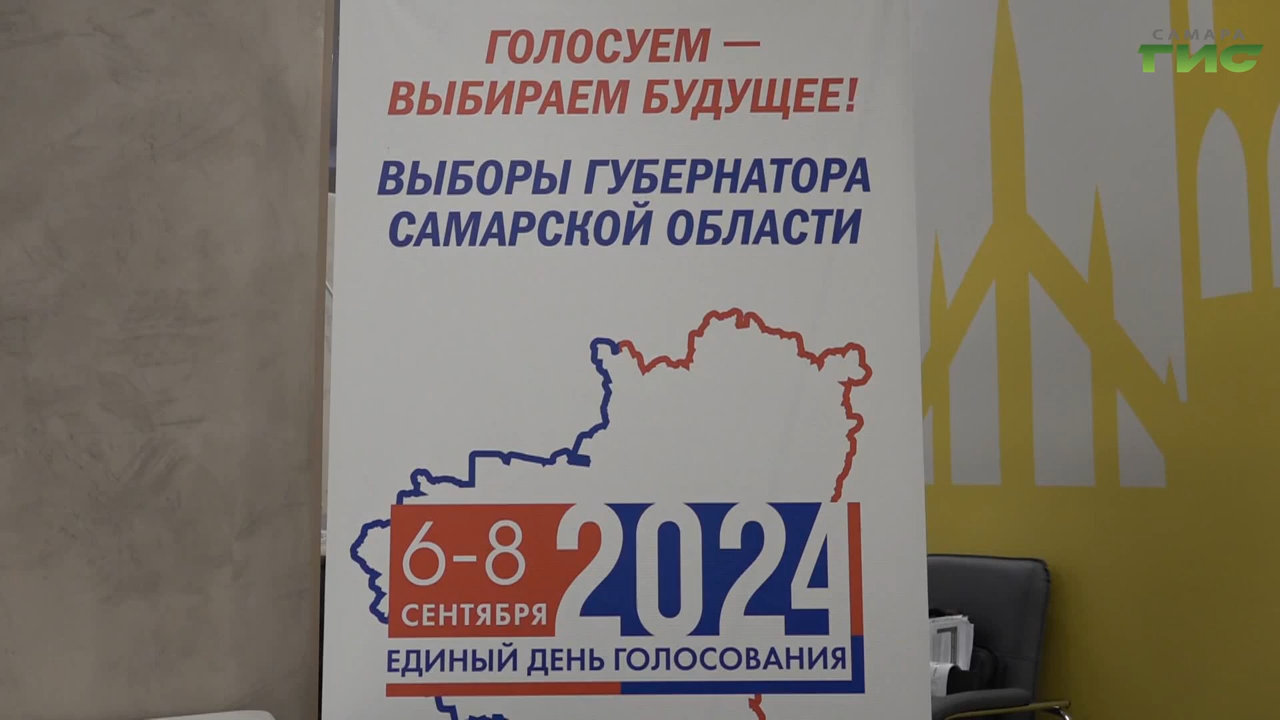 САМАРА
ГИС
ГОЛОСУЕМ —
ВЫБИРАЕМ БУДУЩЕЕ!
ВЫБОРЫ ГУБЕРНАТОРА
САМАРСКОЙ ОБЛАСТИ
6-8 2024
СЕНТЯБРЯ
ЕДИНЫЙ ДЕНЬ ГОЛОСОВАНИЯ